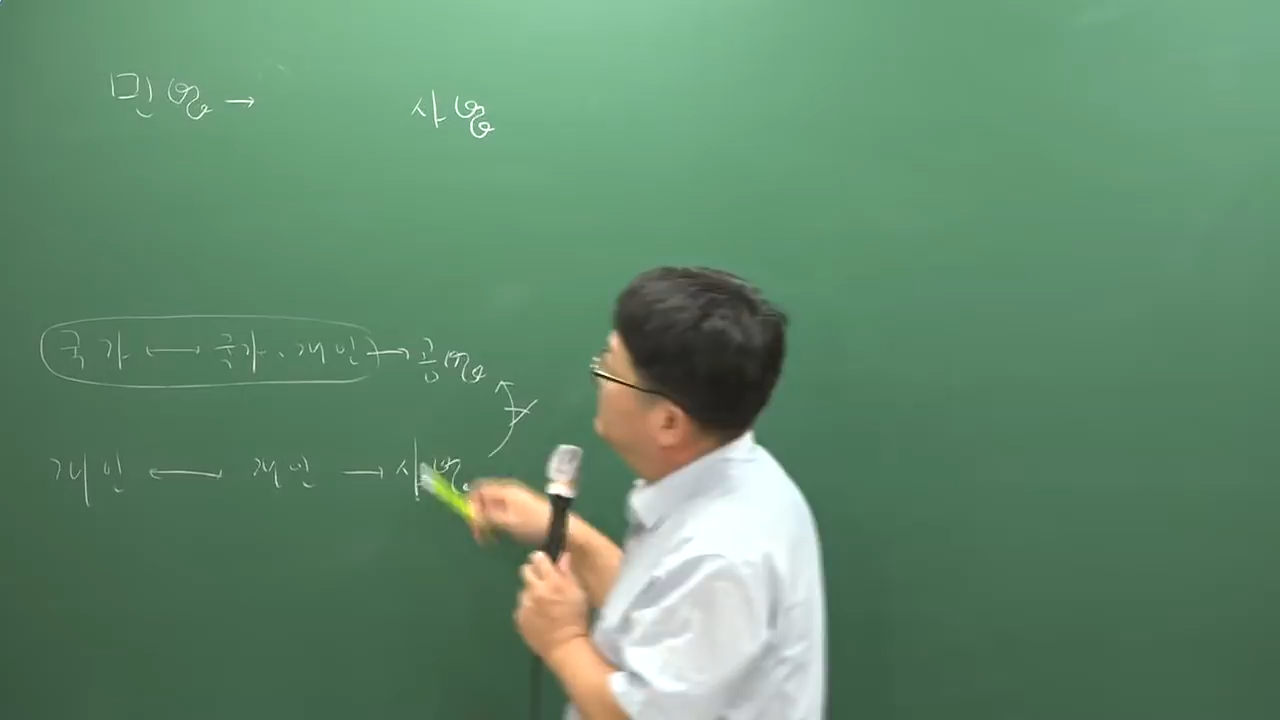 민법 → 사법
국가 ↔ 국가, 개인 → 공법
개인 ↔ 개인 → 사법